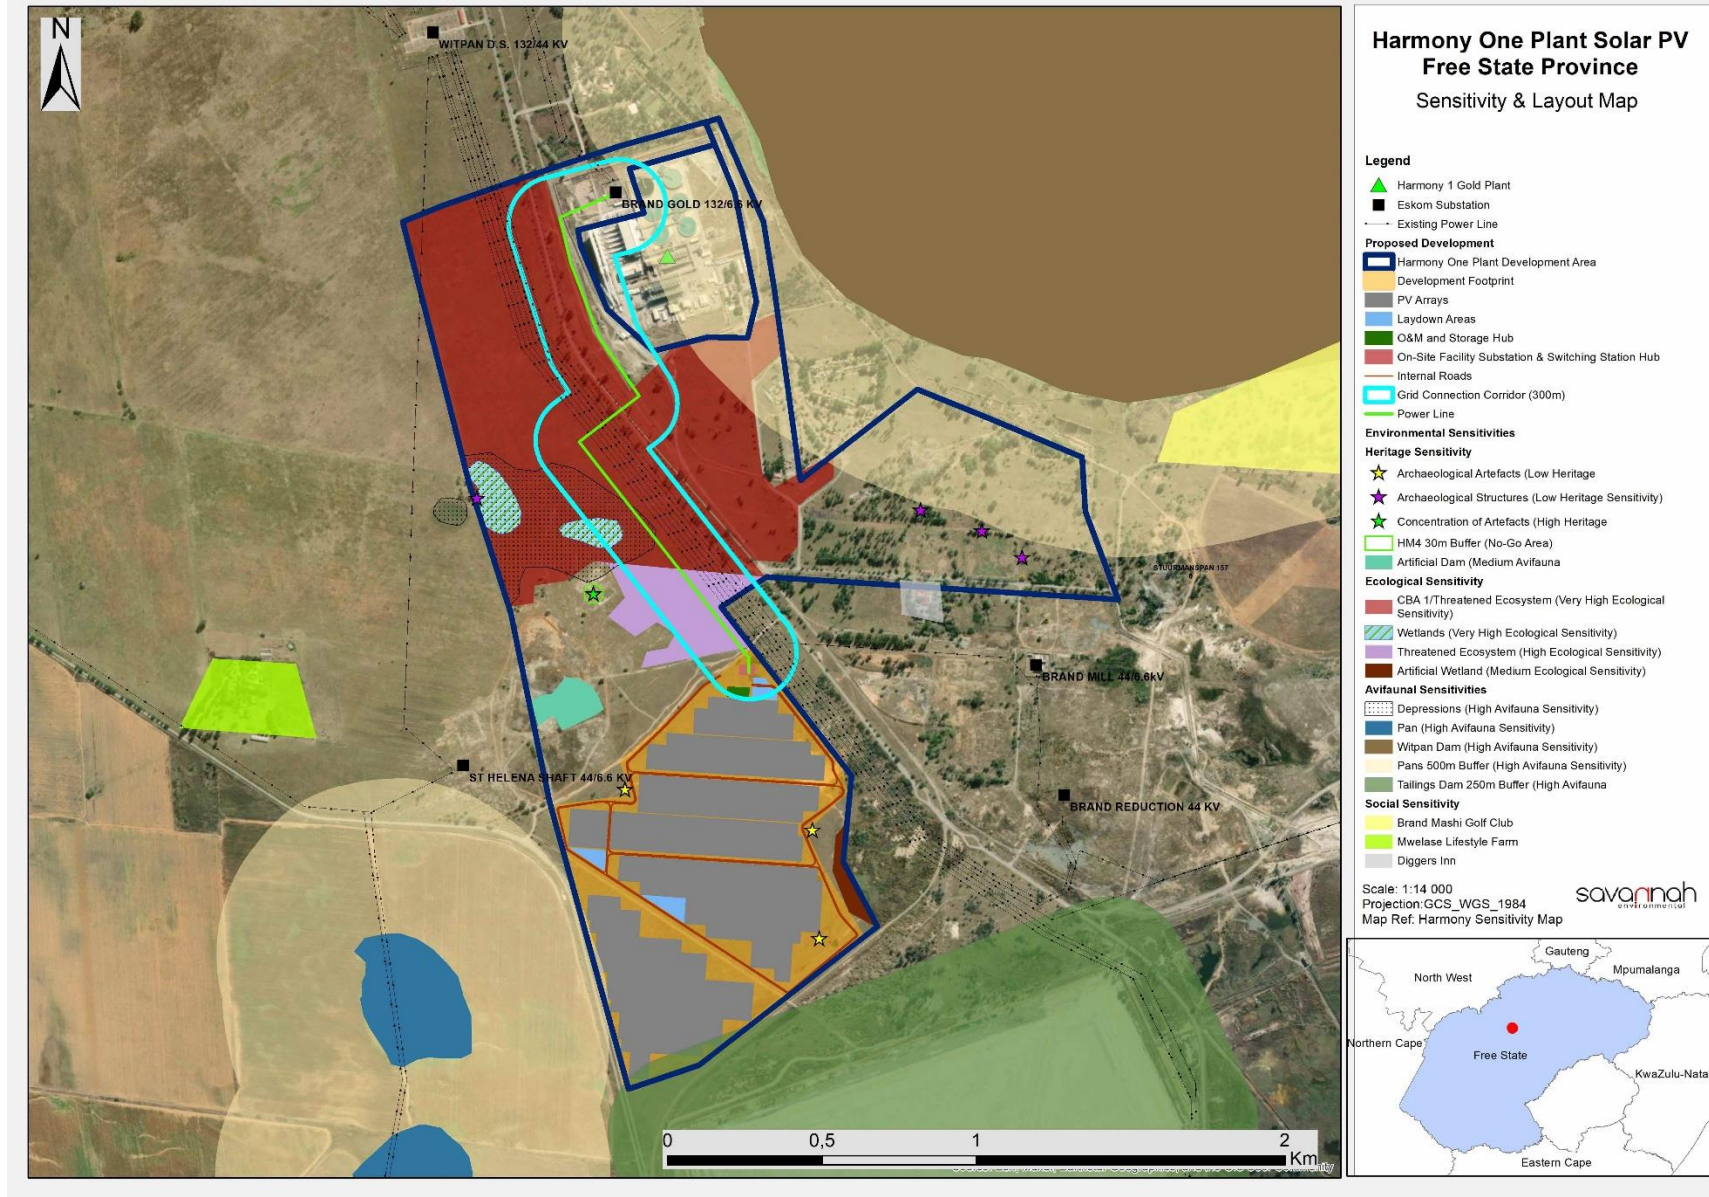 N
WITPAN D.S. 132/44 KV
BRAND GOLD 132/6.6 KV
STUURMANSPAN 157
BRAND MILL 44/6.6kV
ST HELENA SHAFT 44/6.6 KV
BRAND REDUCTION 44 KV
0 0,5 1 2
Km
Harmony One Plant Solar PV
Free State Province
Sensitivity & Layout Map
Legend
Harmony 1 Gold Plant
Eskom Substation
Existing Power Line
Proposed Development
Harmony One Plant Development Area
Development Footprint
PV Arrays
Laydown Areas
O&M and Storage Hub
On-Site Facility Substation & Switching Station Hub
Internal Roads
Grid Connection Corridor (300m)
Power Line
Environmental Sensitivities
Heritage Sensitivity
Archaeological Artefacts (Low Heritage
Archaeological Structures (Low Heritage Sensitivity)
Concentration of Artefacts (High Heritage
HM4 30m Buffer (No-Go Area)
Artificial Dam (Medium Avifauna
Ecological Sensitivity
CBA 1/Threatened Ecosystem (Very High Ecological
Sensitivity)
Wetlands (Very High Ecological Sensitivity)
Threatened Ecosystem (High Ecological Sensitivity)
Artificial Wetland (Medium Ecological Sensitivity)
Avifaunal Sensitivities
Depressions (High Avifauna Sensitivity)
Pan (High Avifauna Sensitivity)
Witpan Dam (High Avifauna Sensitivity)
Pans 500m Buffer (High Avifauna Sensitivity)
Tailings Dam 250m Buffer (High Avifauna
Social Sensitivity
Brand Mashi Golf Club
Mwelase Lifestyle Farm
Diggers Inn
Scale: 1:14 000
Projection:GCS_WGS_1984
Map Ref: Harmony Sensitivity Map
savannah
environmental
Gauteng
North West
Mpumalanga
Northern Cape
Free State
KwaZulu-Nata
Eastern Cape